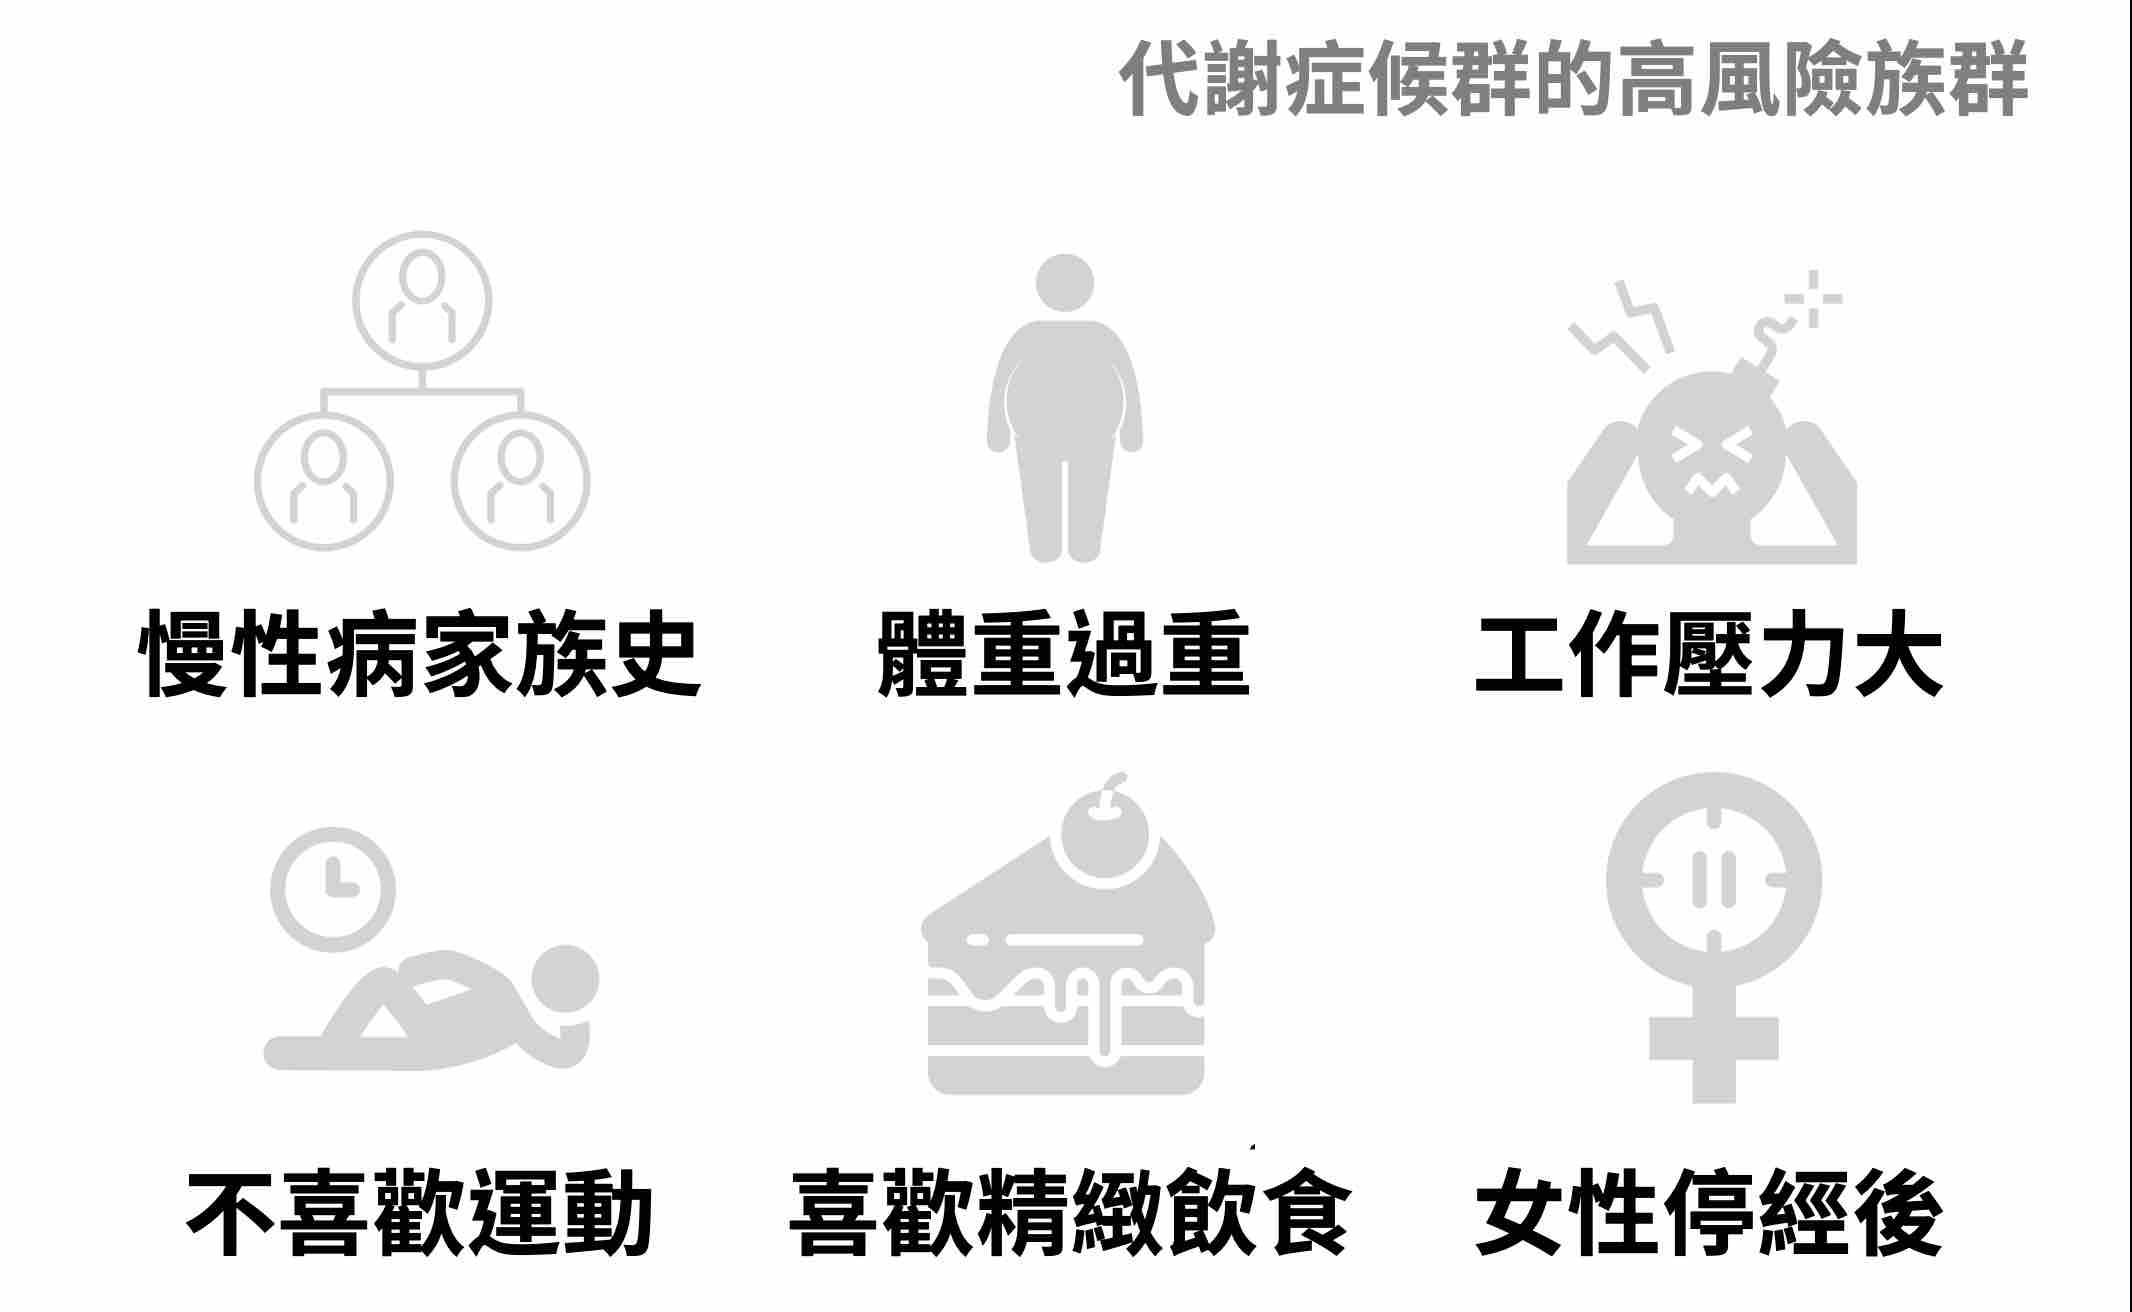 代謝症候群的高風險族群
慢性病家族史
體重過重
工作壓力大
不喜歡運動
喜歡精緻飲食
女性停經後